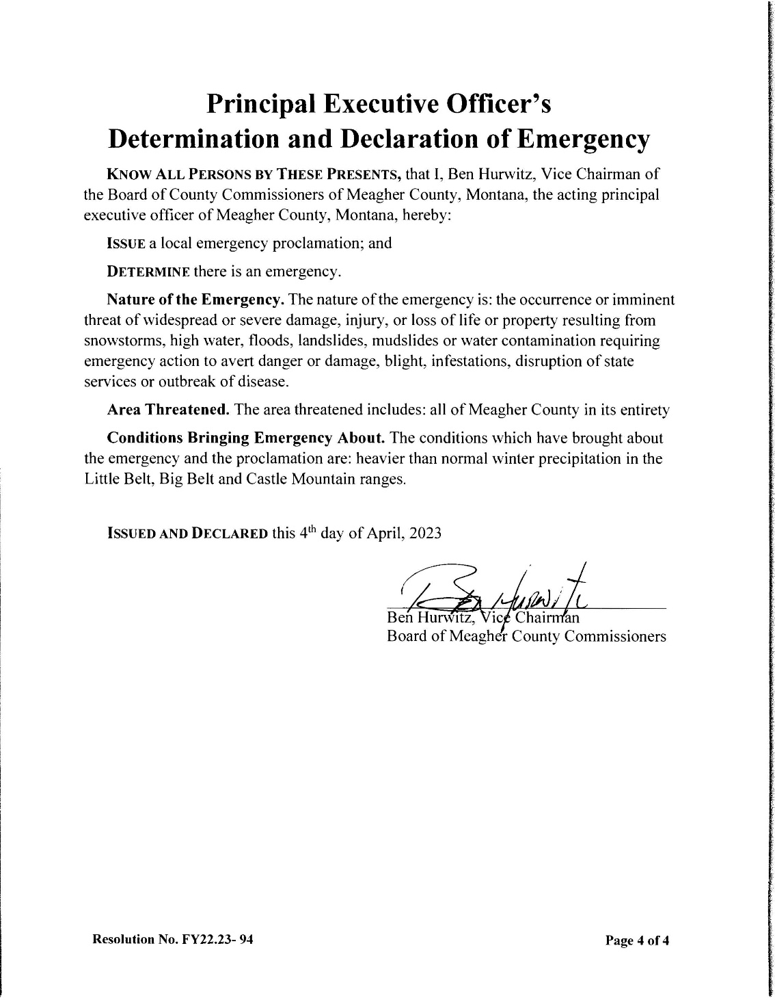 Principal Executive Officer’s
Determination and Declaration of Emergency
KNOW ALL PERSONS BY THESE PRESENTS, that I, Ben Hurwitz, Vice Chairman of
the Board of County Commissioners of Meagher County, Montana, the acting principal
executive officer of Meagher County, Montana, hereby:
ISSUE a local emergency proclamation; and
DETERMINE there is an emergency.
Nature of the Emergency. The nature of the emergency is: the occurrence or imminent
threat of widespread or severe damage, injury, or loss of life or property resulting from
snowstorms, high water, floods, landslides, mudslides or water contamination requiring
emergency action to avert danger or damage, blight, infestations, disruption of state
services or outbreak of disease.
Area Threatened. The area threatened includes: all of Meagher County in its entirety
Conditions Bringing Emergency About. The conditions which have brought about
the emergency and the proclamation are: heavier than normal winter precipitation in the
Little Belt, Big Belt and Castle Mountain ranges.
ISSUED AND DECLARED this 4th day of April, 2023
Ben Hurwitz
Ben Hurwitz, Vice Chairman
Board of Meagher County Commissioners
Resolution No. FY22.23- 94
Page 4 of 4